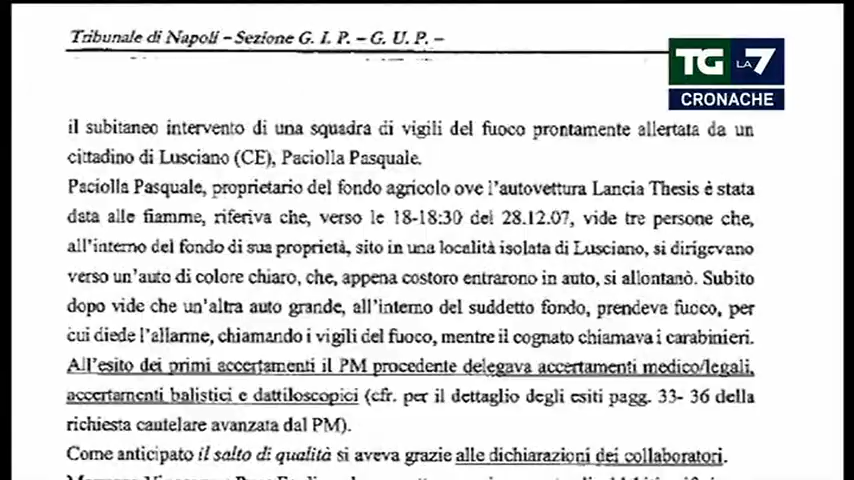 Tribunale di Napoli – Sezione G. I. P. – G. U. P. –
TG LA7
CRONACHE
il subitaneo intervento di una squadra di vigili del fuoco prontamente allertata da un
cittadino di Lusciano (CE), Paciolla Pasquale.
Paciolla Pasquale, proprietario del fondo agricolo ove l'autovettura Lancia Thesis è stata
data alle fiamme, riferiva che, verso le 18-18:30 del 28.12.07, vide tre persone che,
all'interno del fondo di sua proprietà, sito in una località isolata di Lusciano, si dirigevano
verso un'auto di colore chiaro, che, appena costoro entrarono in auto, si allontanò. Subito
dopo vide che un'altra auto grande, all'interno del suddetto fondo, prendeva fuoco, per
cui diede l'allarme, chiamando i vigili del fuoco, mentre il cognato chiamava i carabinieri.
All'esito dei primi accertamenti il PM procedente delegava accertamenti medico/legali,
accertamenti balistici e dattiloscopici (cfr. per il dettaglio degli esiti pagg. 33- 36 della
richiesta cautelare avanzata dal PM).
Come anticipato il salto di qualità si aveva grazie alle dichiarazioni dei collaboratori.